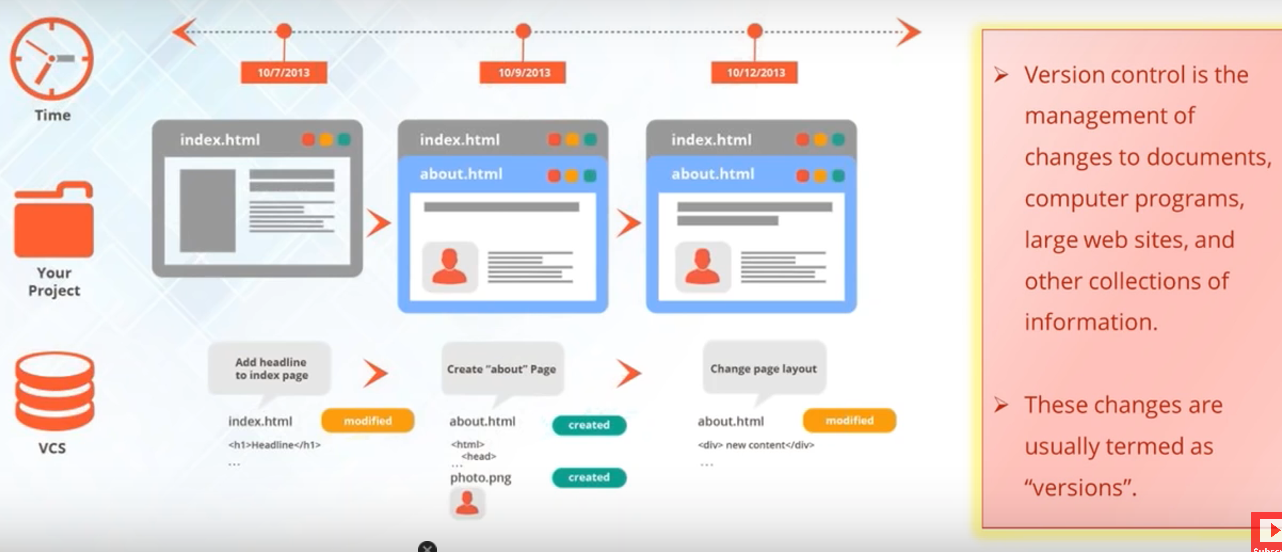 10/7/2013
10/9/2013
10/12/2013
Time
index.html
index.html
about.html
index.html
about.html
Your
Project
Add headline
to index page
Create "about" Page
Change page layout
VCS
index.html
modified
<h1>Headline</h1>
...
about.html
created
<html>
<head>
...
photo.png
created
about.html
modified
<div> new content</div>
...
➢ Version control is the
management of
changes to documents,
computer programs,
large web sites, and
other collections of
information.
➢ These changes are
usually termed as
“versions”.